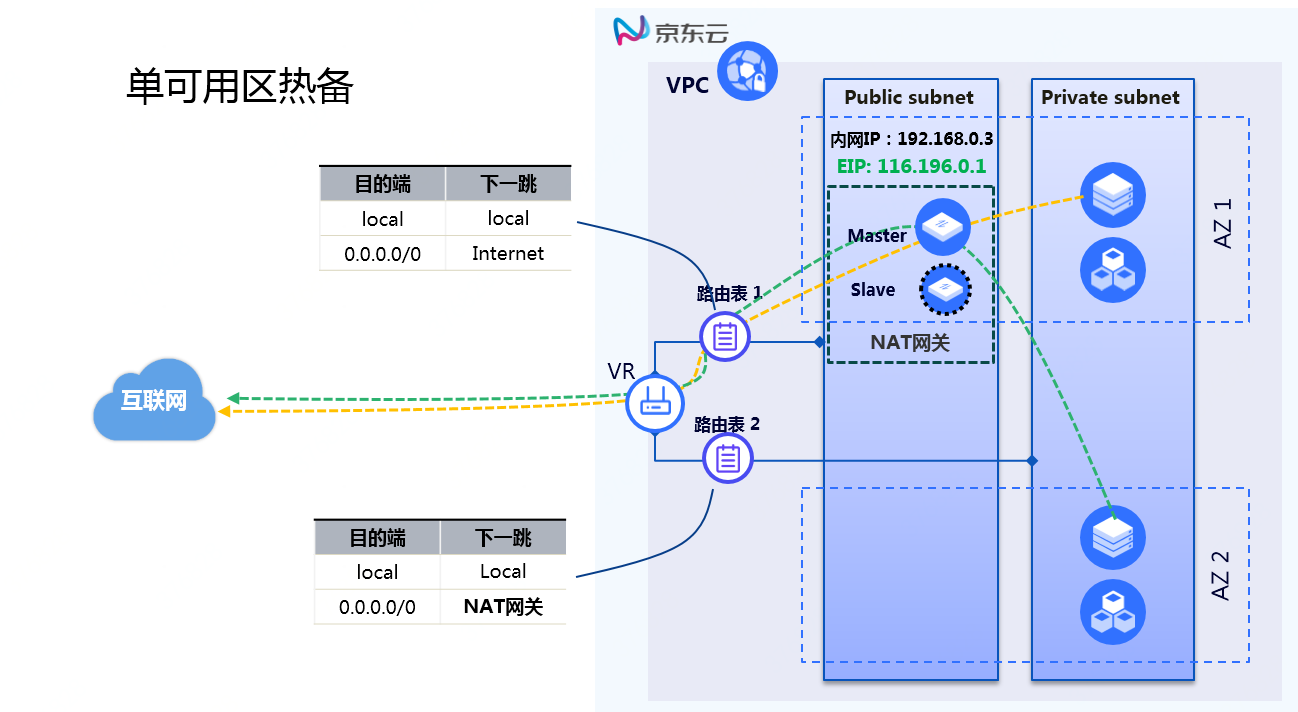 京东云
单可用区热备
VPC
Public subnet
Private subnet
内网IP：192.168.0.3
EIP: 116.196.0.1
目的端 下一跳
local local
0.0.0.0/0 Internet
Master
Slave
NAT网关
AZ 1
路由表 1
VR
互联网
路由表 2
目的端 下一跳
local Local
0.0.0.0/0 NAT网关
AZ 2